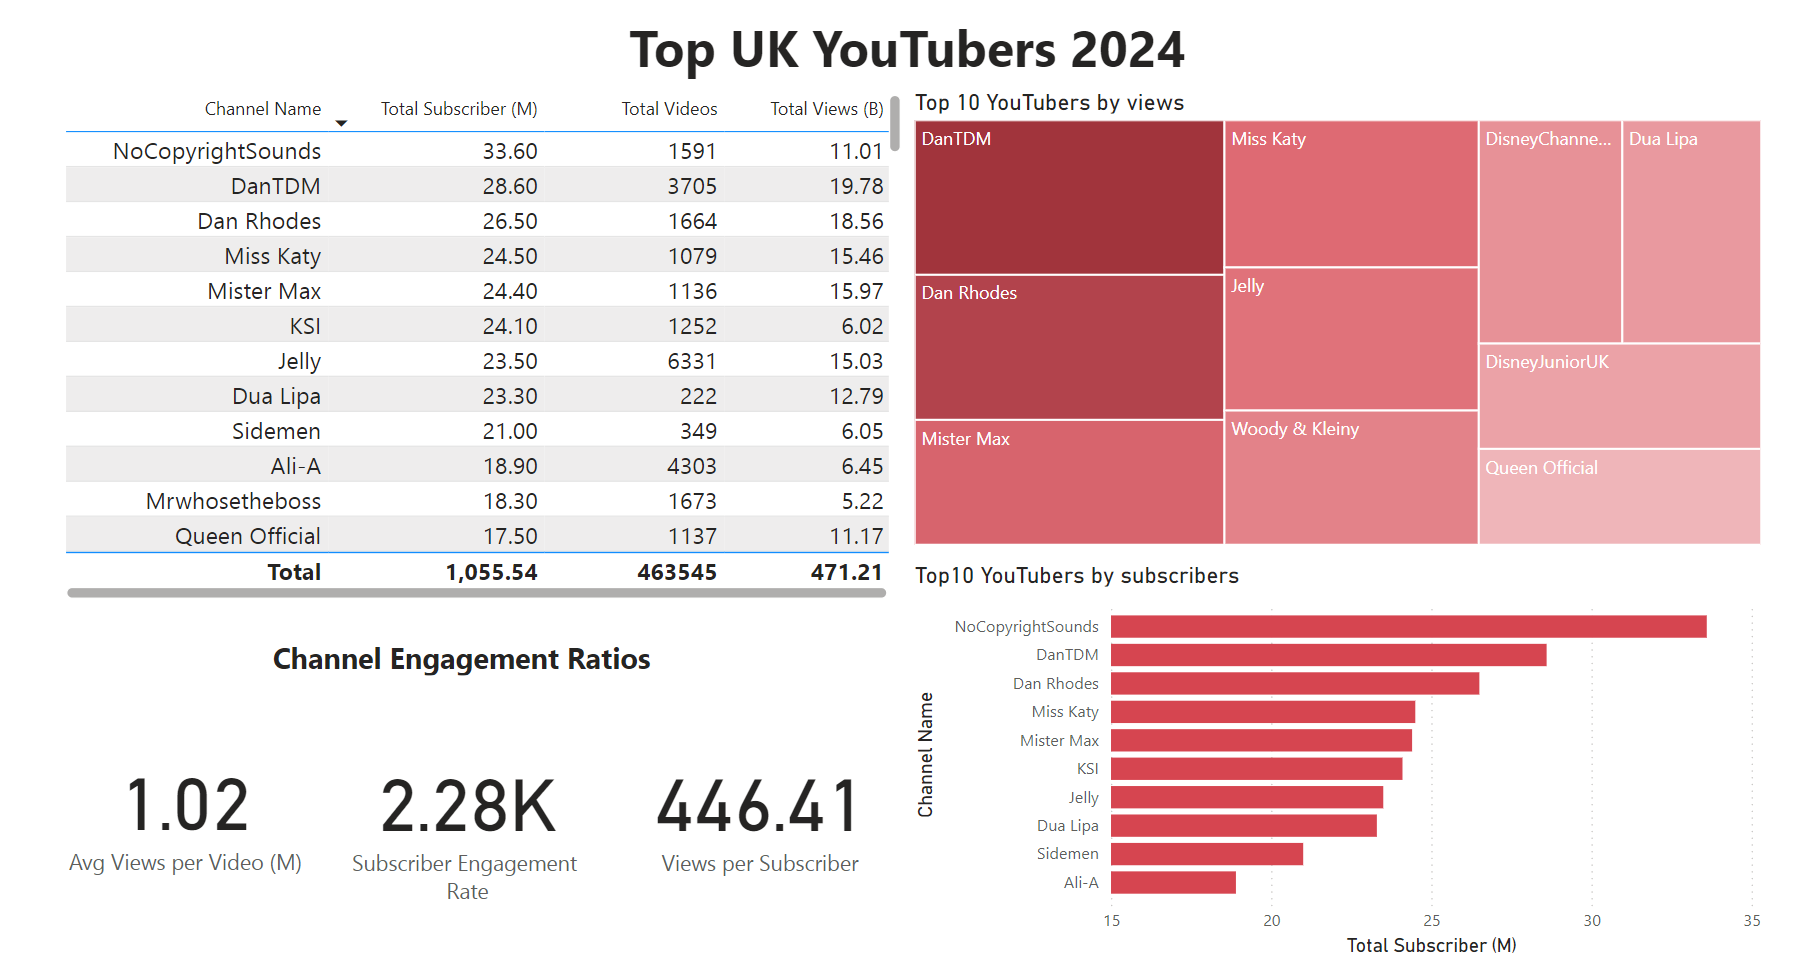 Top UK YouTubers 2024
Channel Name Total Subscriber (M) Total Videos Total Views (B)
NoCopyrightSounds 33.60 1591 11.01
DanTDM 28.60 3705 19.78
Dan Rhodes 26.50 1664 18.56
Miss Katy 24.50 1079 15.46
Mister Max 24.40 1136 15.97
KSI 24.10 1252 6.02
Jelly 23.50 6331 15.03
Dua Lipa 23.30 222 12.79
Sidemen 21.00 349 6.05
Ali-A 18.90 4303 6.45
Mrwhosetheboss 18.30 1673 5.22
Queen Official 17.50 1137 11.17
Total 1,055.54 463545 471.21
Top 10 YouTubers by views
DanTDM
Dan Rhodes
Mister Max
Miss Katy
Jelly
Woody & Kleiny
DisneyChanne...
Dua Lipa
DisneyJuniorUK
Queen Official
Channel Engagement Ratios
1.02
Avg Views per Video (M)
2.28K
Subscriber Engagement
Rate
446.41
Views per Subscriber
Top10 YouTubers by subscribers
Channel Name
NoCopyrightSounds
DanTDM
Dan Rhodes
Miss Katy
Mister Max
KSI
Jelly
Dua Lipa
Sidemen
Ali-A
15 20 25 30 35
Total Subscriber (M)